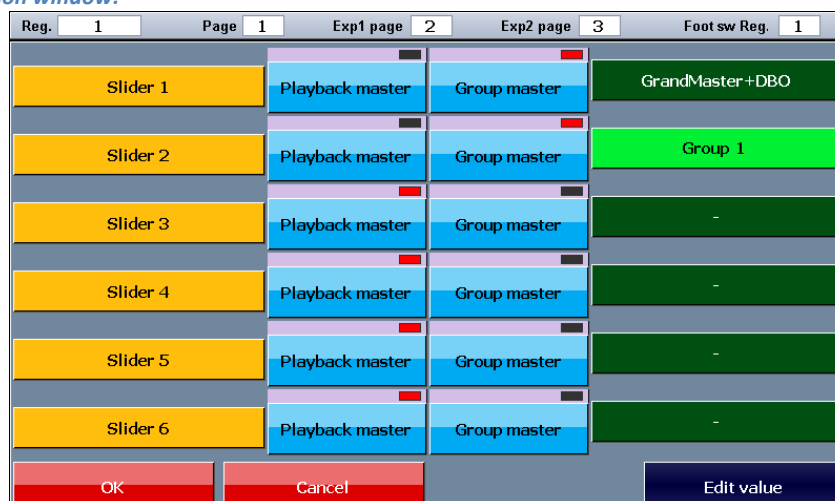 on window:
Reg. 1 Page 1 Exp1 page 2 Exp2 page 3 Foot sw Reg. 1
Slider 1 Playback master Group master GrandMaster+DBO
Slider 2 Playback master Group master Group 1
Slider 3 Playback master Group master -
Slider 4 Playback master Group master -
Slider 5 Playback master Group master -
Slider 6 Playback master Group master -
OK Cancel Edit value